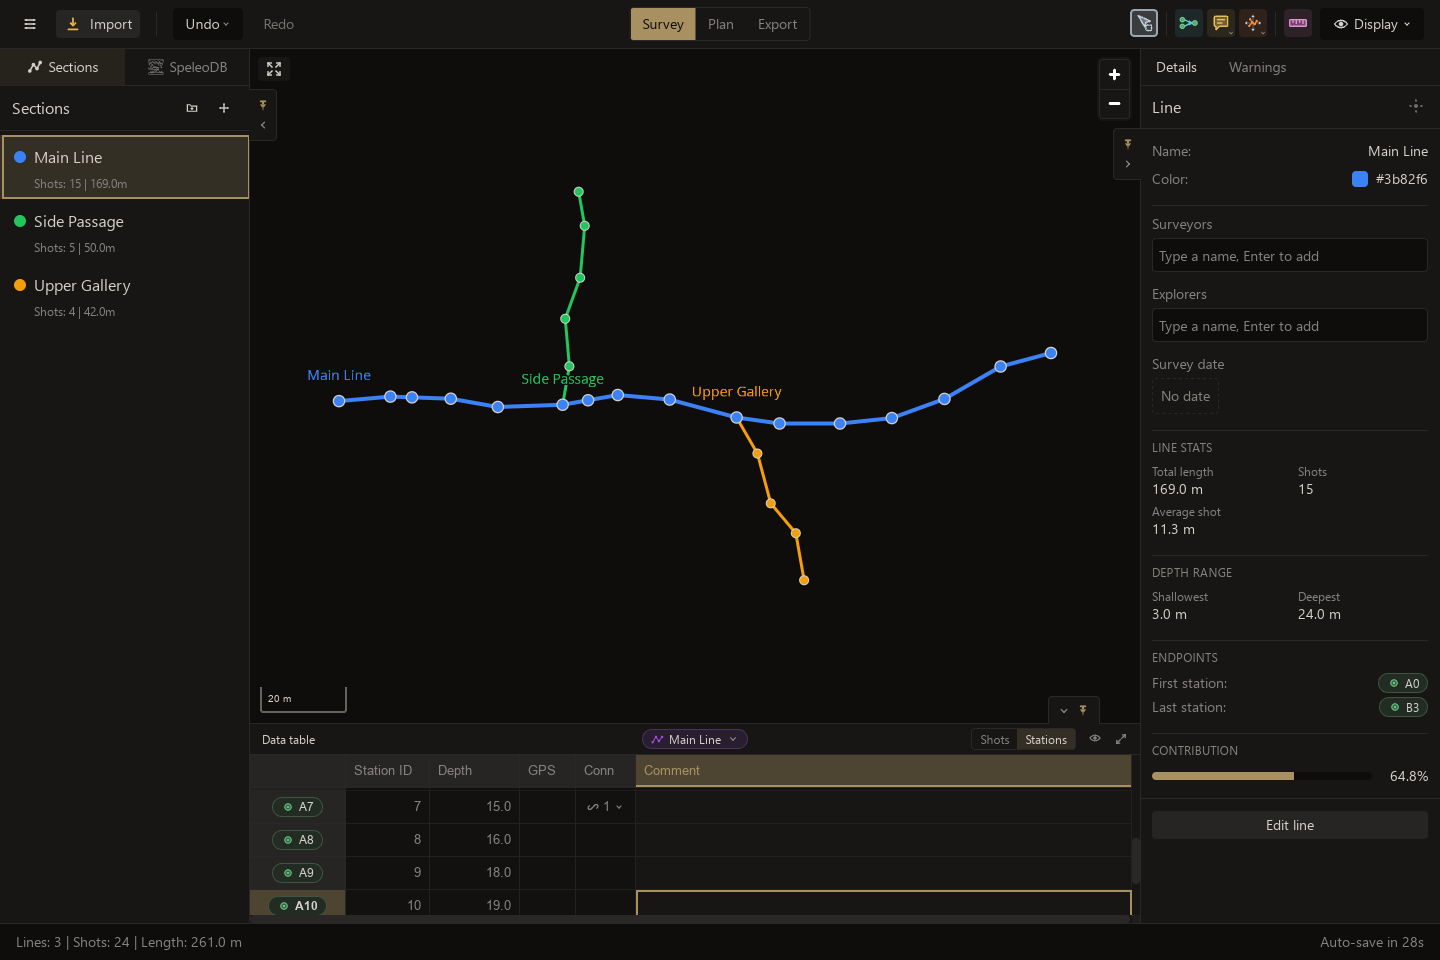 Import
Undo
Redo
Survey
Plan
Export
Display
Sections
SpeleoDB
Sections
Main Line
Shots: 15 | 169.0m
Side Passage
Shots: 5 | 50.0m
Upper Gallery
Shots: 4 | 42.0m
Main Line
Side Passage
Upper Gallery
20 m
Details
Warnings
Line
Name:
Main Line
Color:
#3b82f6
Surveyors
Type a name, Enter to add
Explorers
Type a name, Enter to add
Survey date
No date
LINE STATS
Total length
Shots
169.0 m
15
Average shot
11.3 m
DEPTH RANGE
Shallowest
Deepest
3.0 m
24.0 m
ENDPOINTS
First station:
A0
Last station:
B3
CONTRIBUTION
64.8%
Edit line
Data table
Main Line
Shots
Stations
Station ID
Depth
GPS
Conn
Comment
A7
7
15.0
1
A8
8
16.0
A9
9
18.0
A10
10
19.0
Lines: 3 | Shots: 24 | Length: 261.0 m
Auto-save in 28s